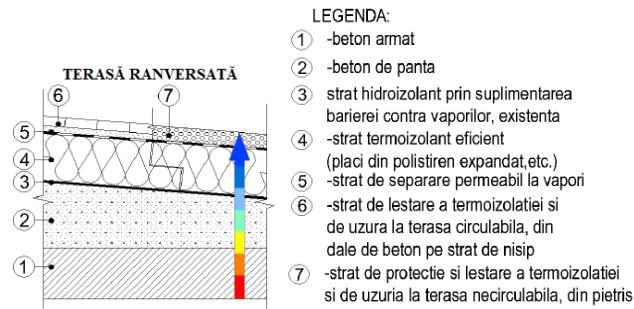 LEGENDA:
1 -beton armat
2 -beton de panta
3 strat hidroizolant prin suplimentarea
barierei contra vaporilor, existenta
4 -strat termoizolant eficient
(placi din polistiren expandat,etc.)
5 -strat de separare permeabil la vapori
6 -strat de lestare a termoizolatiei si
de uzura la terasa circulabila, din
dale de beton pe strat de nisip
7 -strat de protectie si lestare a termoizolatiei
si de uzuria la terasa necirculabila, din pietris
TERASĂ RANVERSATĂ
6 7
5
4
3
2
1